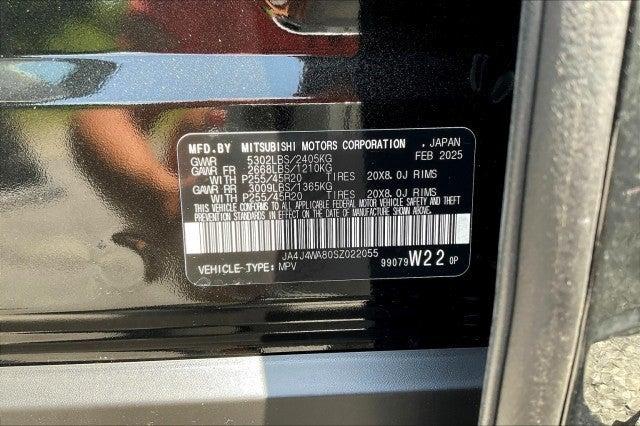 MFD.BY MITSUBISHI MOTORS CORPORATION , JAPAN
FEB 2025
GVWR 5302LBS/2405KG
GAWR FR 2668LBS/1210KG
WITH P255/45R20 TIRES 20X8.0J RIMS
GAWR RR 3009LBS/1365KG
WITH P255/45R20 TIRES 20X8.0J RIMS
THIS VEHICLE CONFORMS TO ALL APPLICABLE FEDERAL MOTOR VEHICLE SAFETY AND THEFT
PREVENTION STANDARDS IN EFFECT ON THE DATE OF MANUFACTURE SHOWN ABOVE.
JA4J4WA80SZ022055
VEHICLE-TYPE: MPV 99079 W22 0P